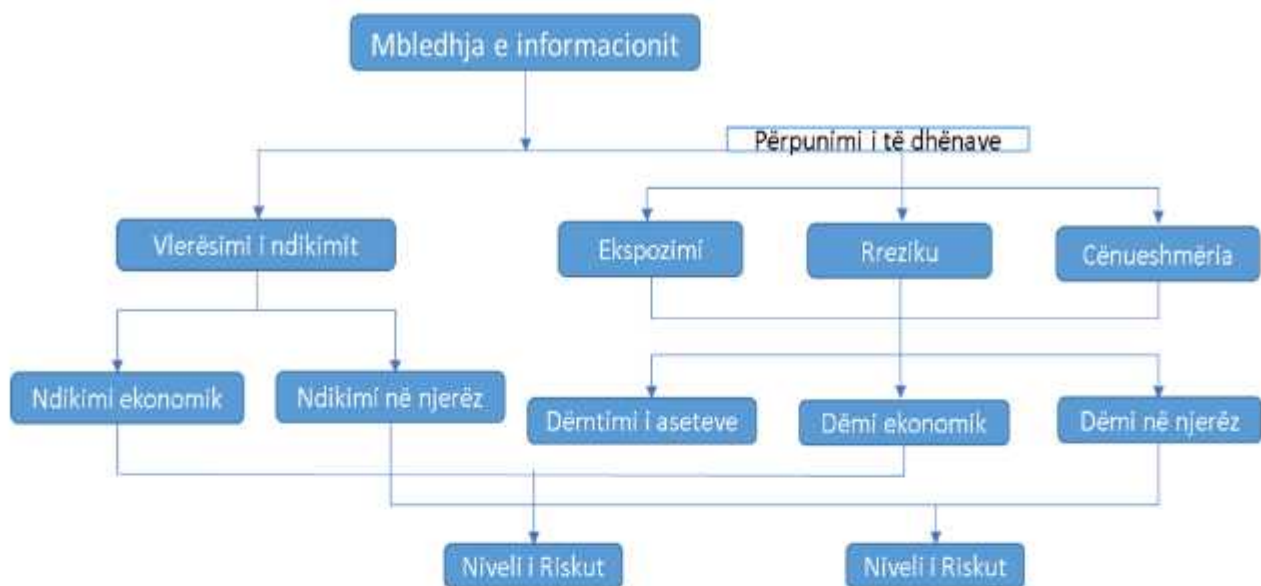 Mbledhja e informacionit
Përpunimi i të dhënave
Vlerësimi i ndikimit
Ekspozimi
Rreziku
Cënueshmëria
Ndikimi ekonomik
Ndikimi në njerëz
Dëmtimi i aseteve
Dëmi ekonomik
Dëmi në njerëz
Niveli i Riskut
Niveli i Riskut